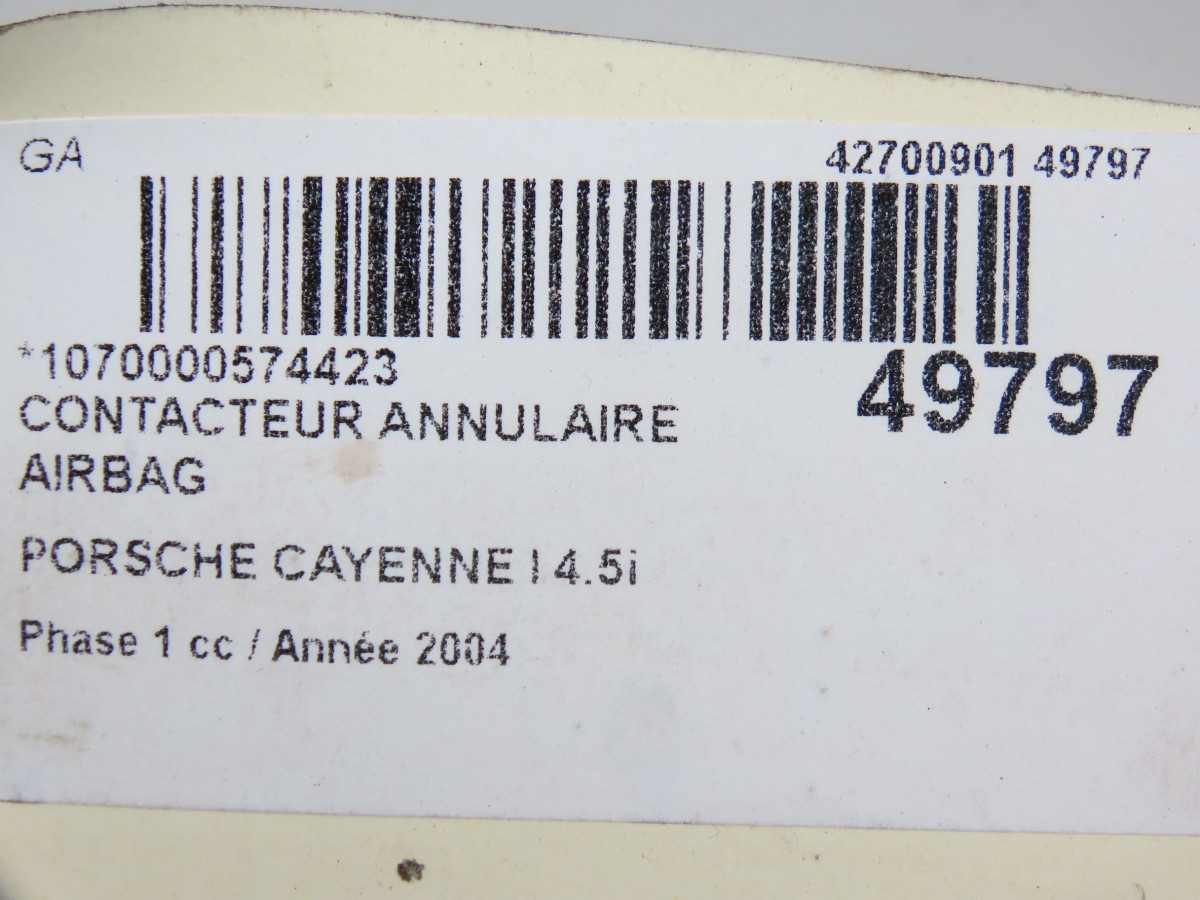 GA
42700901 49797
*1070000574423
49797
CONTACTEUR ANNULAIRE
AIRBAG
PORSCHE CAYENNE I 4.5i
Phase 1 cc / Année 2004